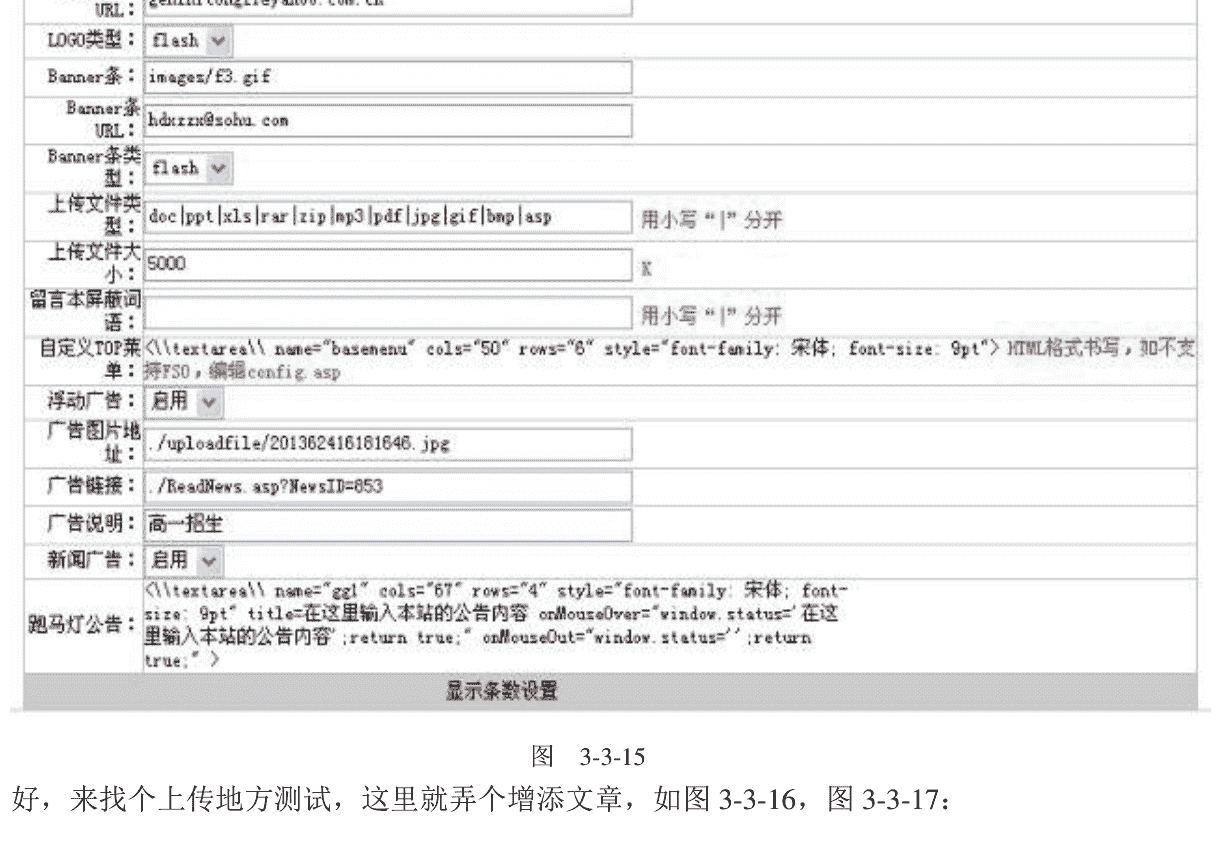 URL：
LOGO类型： flash
Banner条： images/f3.gif
Banner条
URL： hdxzzx@sohu.com
Banner条类
型： flash
上传文件类
型： doc|ppt|xls|rar|zip|mp3|pdf|jpg|gif|bmp|asp 用小写“|”分开
上传文件大
小： 5000 K
留言本屏蔽词
语： 用小写“|”分开
自定义TOP菜 <\\textarea\\ name="basemenu" cols="50" rows="6" style="font-family: 宋体; font-size: 9pt"> HTML格式书写，如不支
单： 持FSO，编辑config.asp
浮动广告： 启用
广告图片地
址： ./uploadfile/201362416181646.jpg
广告链接： ./ReadNews.asp?NewsID=853
广告说明： 高一招生
新闻广告： 启用
<\\textarea\\ name="ggl" cols="67" rows="4" style="font-family: 宋体; font-
跑马灯公告： size: 9pt" title=在这里输入本站的公告内容 onMouseOver="window.status='在这
里输入本站的公告内容';return true;" onMouseOut="window.status='';return
true;" >
显示条数设置
图 3-3-15
好，来找个上传地方测试，这里就弄个增添文章，如图 3-3-16，图 3-3-17：